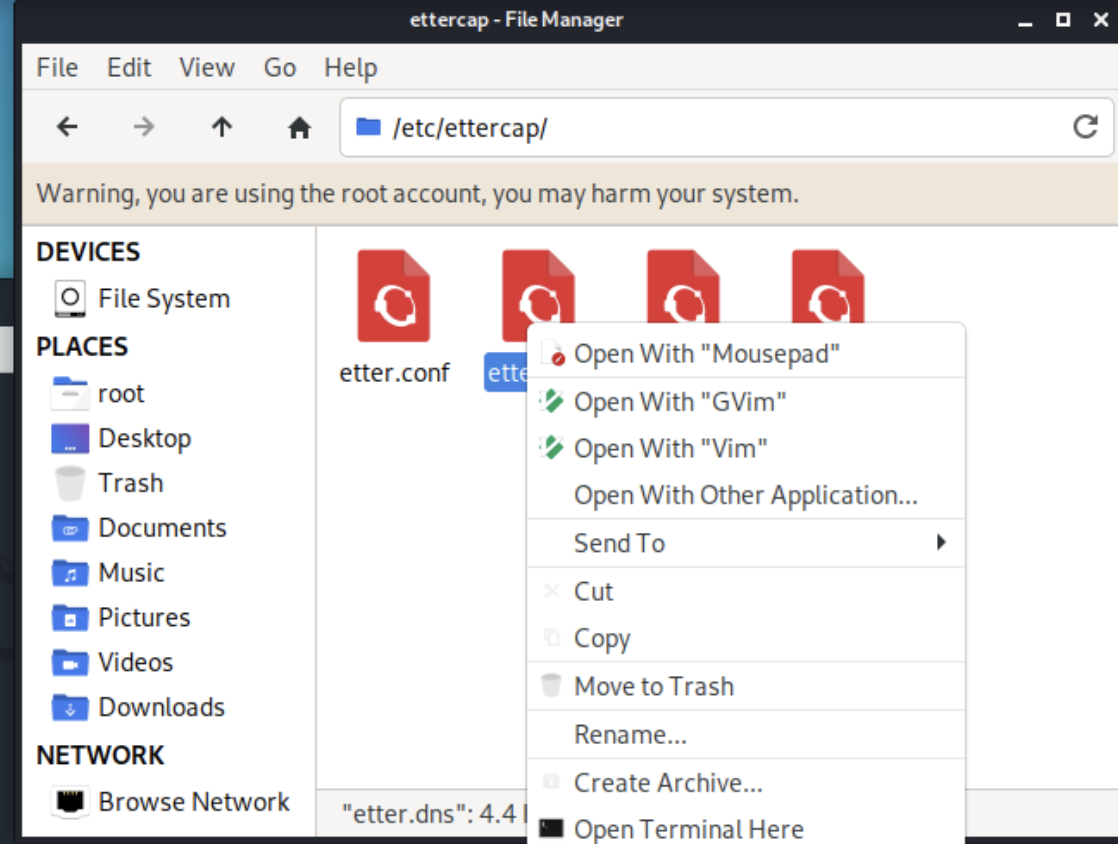 ettercap - File Manager
File Edit View Go Help
/etc/ettercap/
Warning, you are using the root account, you may harm your system.
DEVICES
File System
PLACES
root
Desktop
Trash
Documents
Music
Pictures
Videos
Downloads
NETWORK
Browse Network
etter.conf
ette
Open With "Mousepad"
Open With "GVim"
Open With "Vim"
Open With Other Application...
Send To
Cut
Copy
Move to Trash
Rename...
Create Archive...
Open Terminal Here
"etter.dns": 4.4